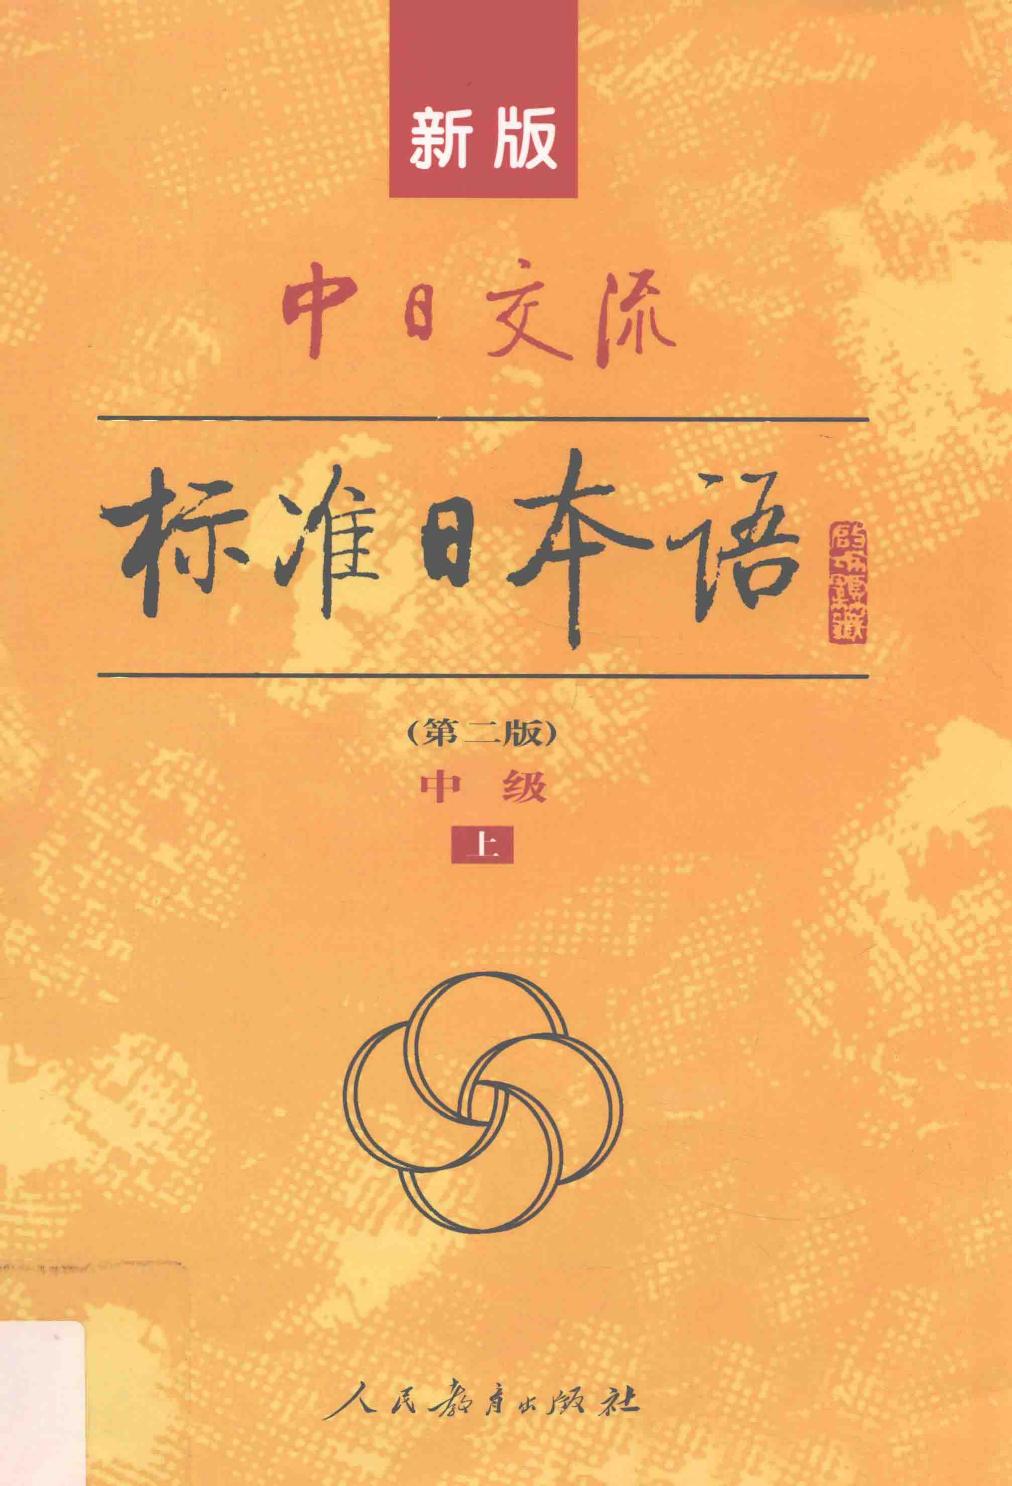 新版
中日交流
标准日本语
(第二版)
中级
上
人民教育出版社